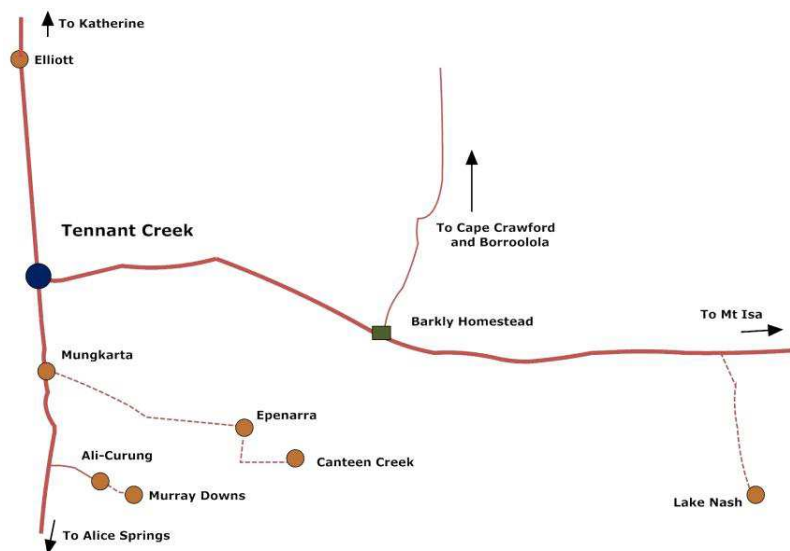 To Katherine
Elliott
Tennant Creek
To Cape Crawford
and Borroolola
Barkly Homestead
To Mt Isa
Mungkarta
Epenarra
Ali-Curung
Canteen Creek
Murray Downs
Lake Nash
To Alice Springs